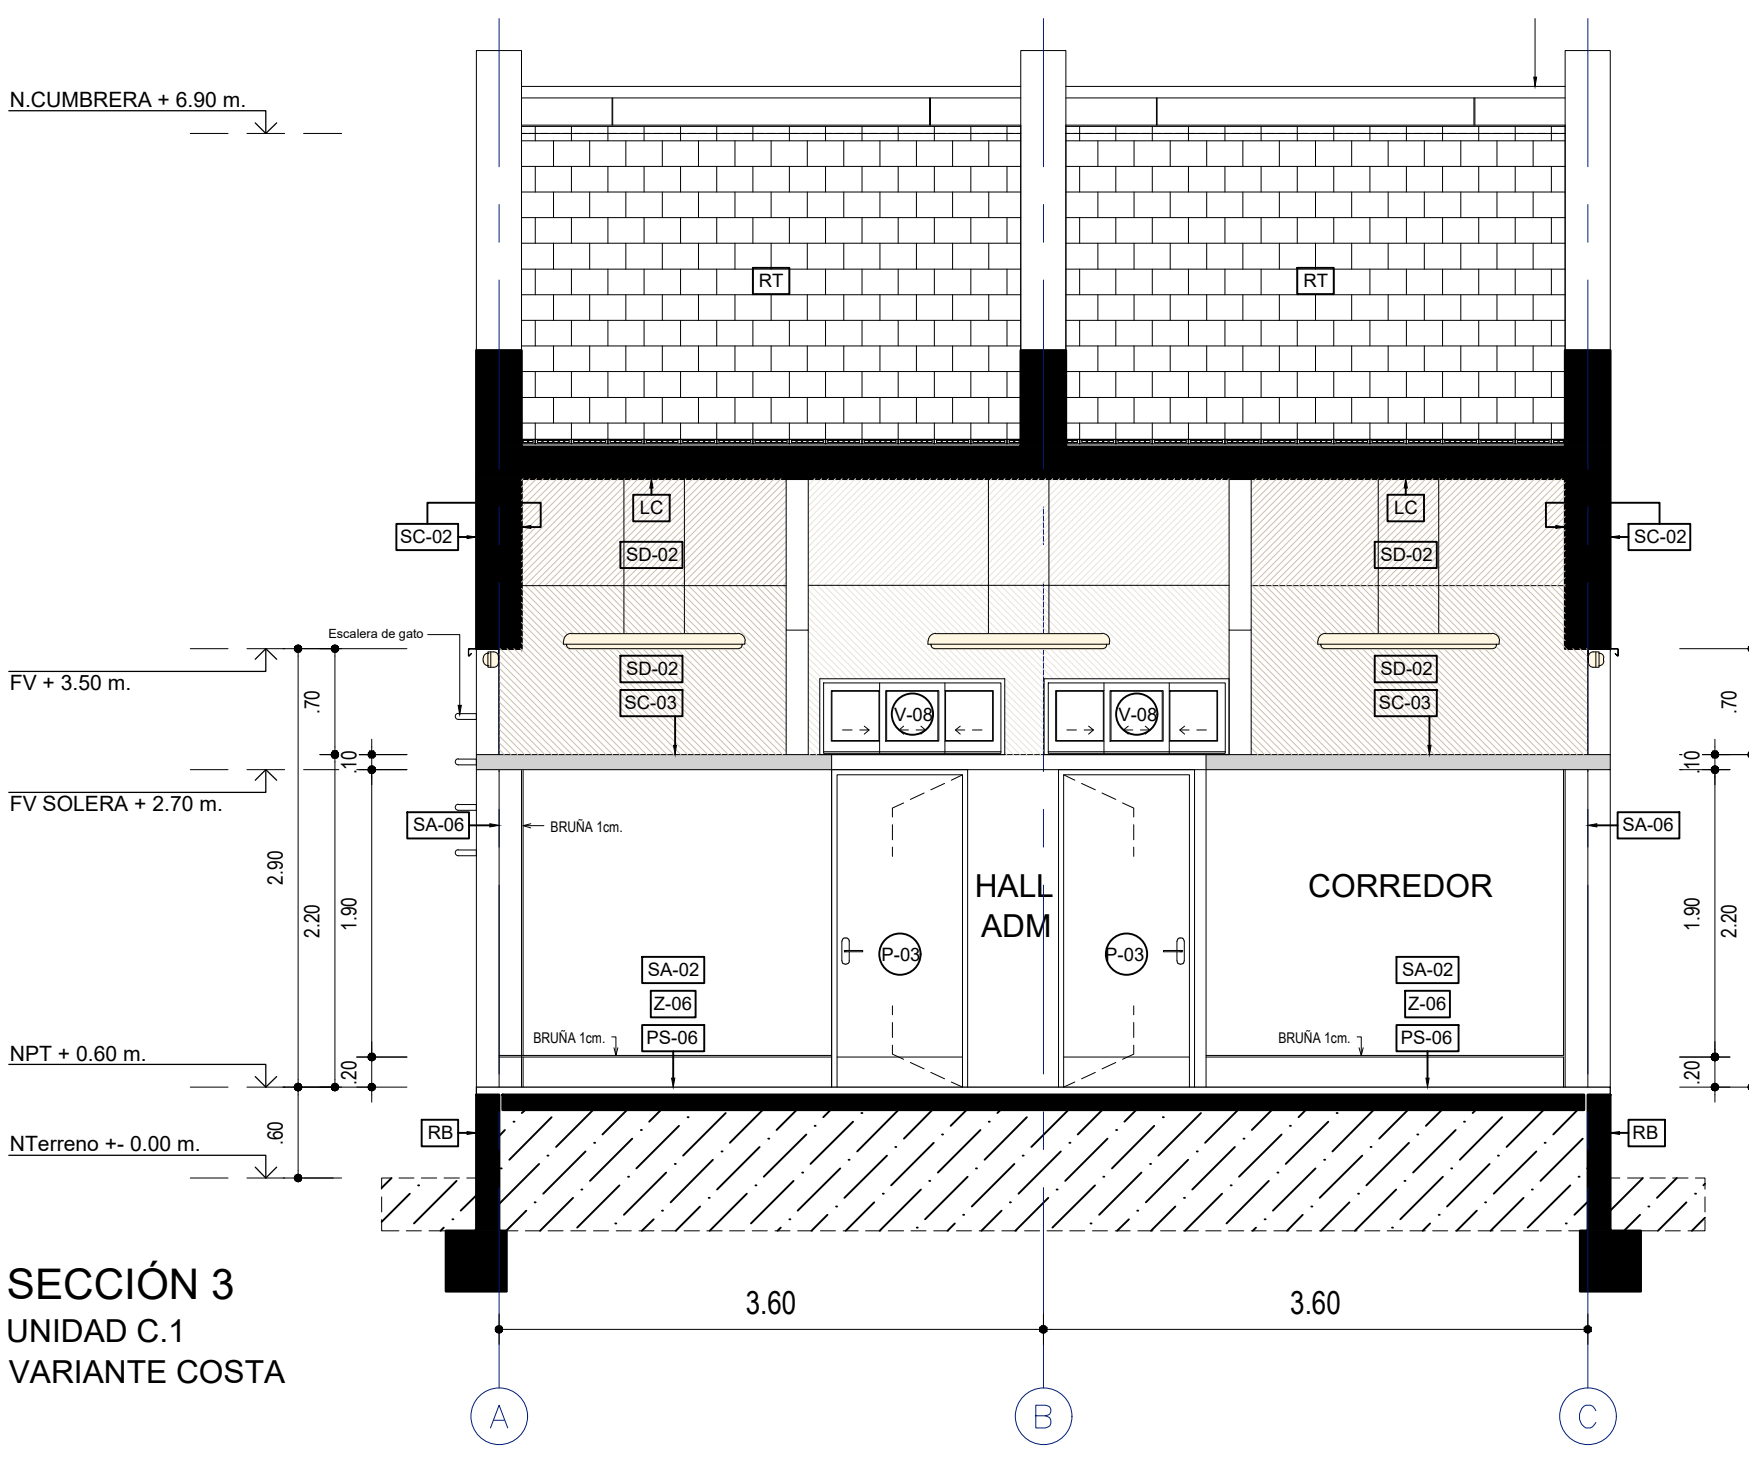 N.CUMBRERA + 6.90 m.
RT
RT
LC
LC
SC-02
SC-02
SD-02
SD-02
Escalera de gato
FV + 3.50 m.
SD-02
SD-02
SC-03
SC-03
V-08
V-08
.70
.70
.10
.10
FV SOLERA + 2.70 m.
SA-06
BRUÑA 1cm.
SA-06
2.90
2.20
1.90
1.90
2.20
HALL
ADM
CORREDOR
P-03
P-03
SA-02
SA-02
Z-06
Z-06
BRUÑA 1cm.
PS-06
BRUÑA 1cm.
PS-06
NPT + 0.60 m.
.20
.20
NTerreno +- 0.00 m.
.60
RB
RB
SECCIÓN 3
UNIDAD C.1
VARIANTE COSTA
3.60
3.60
A
B
C